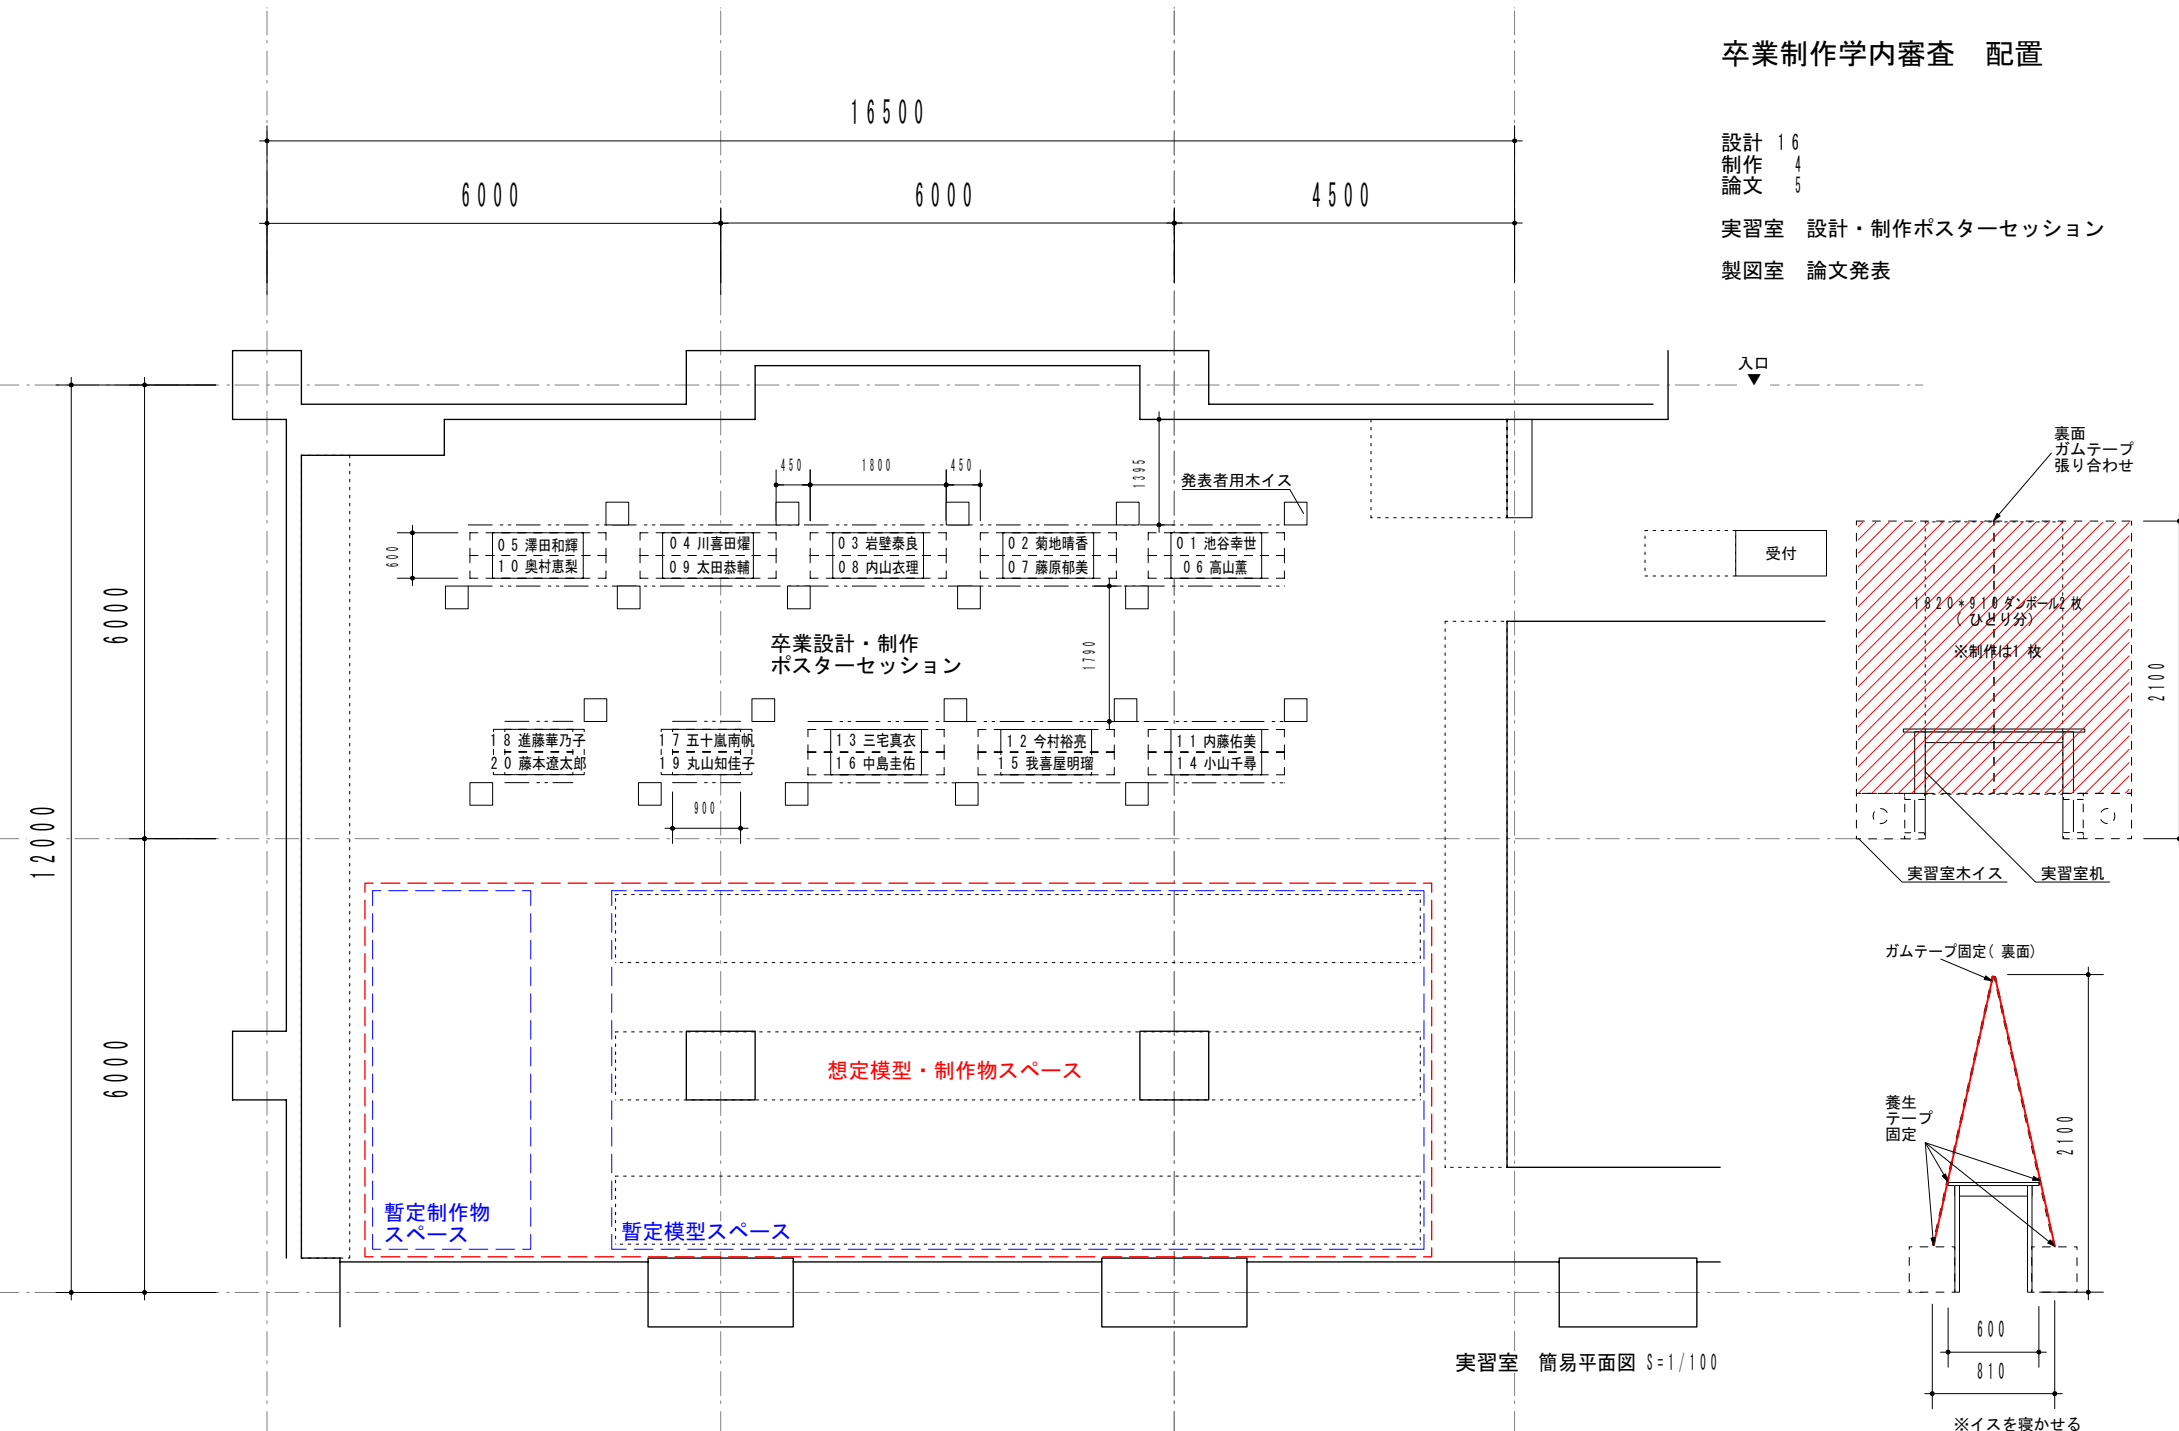 卒業制作学内審査　配置
設計 16
制作 4
論文 5
実習室　設計・制作ポスターセッション
製図室　論文発表
16500
6000
6000
4500
入口
裏面
ガムテープ
張り合わせ
450
1800
450
1395
発表者用木イス
600
05 澤田和輝
10 奥村恵梨
04 川喜田燿
09 太田恭輔
03 岩壁泰良
08 内山衣理
02 菊地晴香
07 藤原郁美
01 池谷幸世
06 高山薫
受付
1820*910ダンボール2枚
(ひとり分)
※制作は1枚
2100
6000
卒業設計・制作
ポスターセッション
1790
18 進藤華乃子
20 藤本遼太郎
17 五十嵐南帆
19 丸山知佳子
13 三宅真衣
16 中島圭佑
12 今村裕亮
15 我喜屋明瑠
11 内藤佑美
14 小山千尋
900
12000
実習室木イス
実習室机
ガムテープ固定(裏面)
6000
想定模型・制作物スペース
養生
テープ
固定
2100
暫定制作物
スペース
暫定模型スペース
600
810
実習室　簡易平面図 S=1/100
※イスを寝かせる